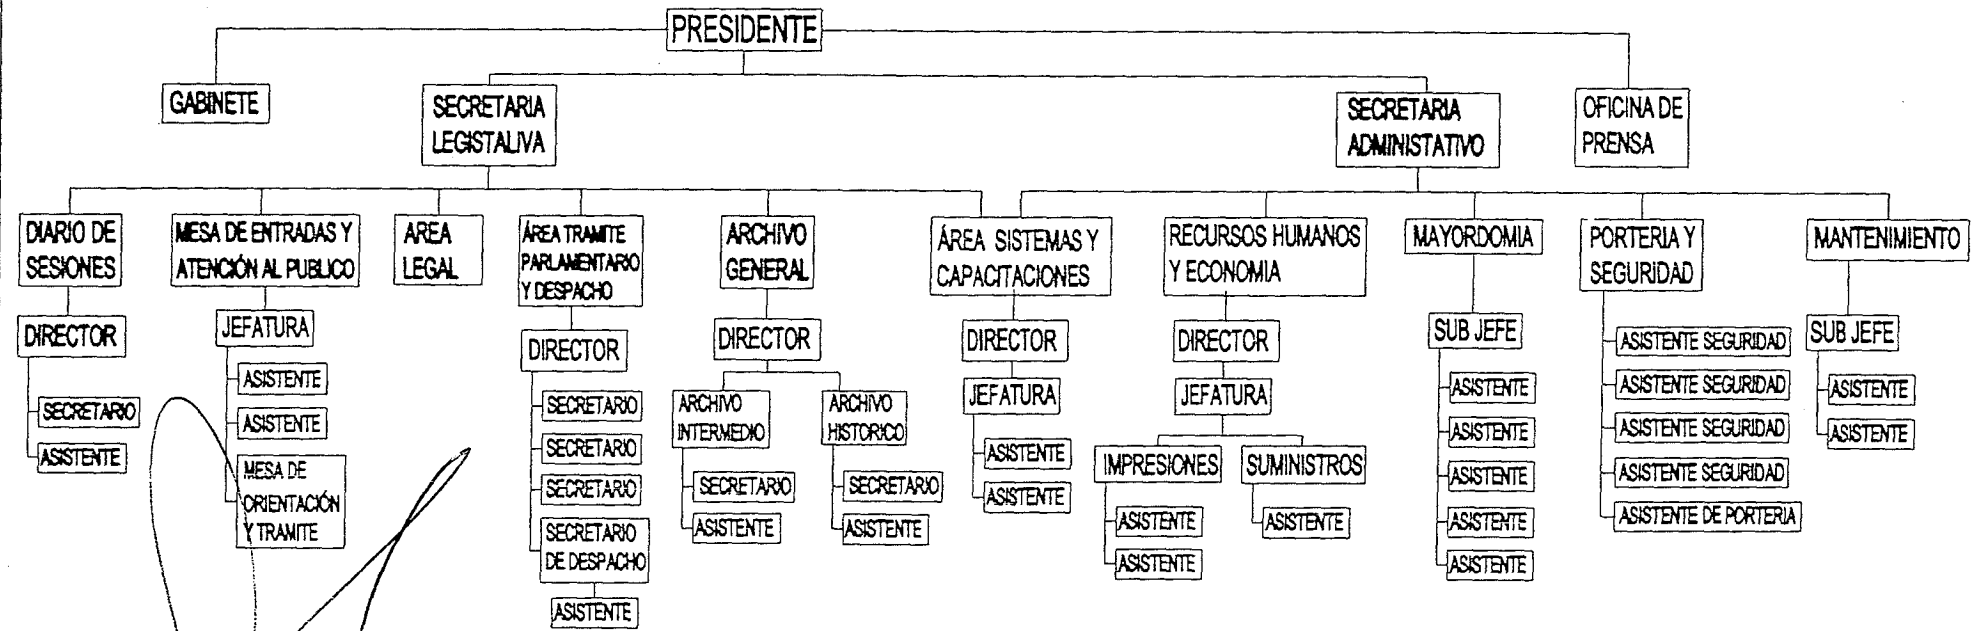 PRESIDENTE
GABINETE
SECRETARIA
LEGISTALIVA
SECRETARIA
ADMINISTATIVO
OFICINA DE
PRENSA
DIARIO DE
SESIONES
DIRECTOR
SECRETARIO
ASISTENTE
MESA DE ENTRADAS Y
ATENCIÓN AL PUBLICO
JEFATURA
ASISTENTE
ASISTENTE
MESA DE
ORIENTACIÓN
Y TRAMITE
AREA
LEGAL
ÁREA TRAMITE
PARLAMENTARIO
Y DESPACHO
DIRECTOR
SECRETARIO
SECRETARIO
SECRETARIO
SECRETARIO
DE DESPACHO
ASISTENTE
ARCHIVO
GENERAL
DIRECTOR
ARCHIVO
INTERMEDIO
SECRETARIO
ASISTENTE
ARCHIVO
HISTORICO
SECRETARIO
ASISTENTE
ÁREA SISTEMAS Y
CAPACITACIONES
DIRECTOR
JEFATURA
ASISTENTE
ASISTENTE
RECURSOS HUMANOS
Y ECONOMIA
DIRECTOR
JEFATURA
IMPRESIONES
ASISTENTE
ASISTENTE
SUMINISTROS
ASISTENTE
MAYORDOMIA
SUB JEFE
ASISTENTE
ASISTENTE
ASISTENTE
ASISTENTE
ASISTENTE
PORTERIA Y
SEGURIDAD
ASISTENTE SEGURIDAD
ASISTENTE SEGURIDAD
ASISTENTE SEGURIDAD
ASISTENTE SEGURIDAD
ASISTENTE DE PORTERIA
MANTENIMIENTO
SUB JEFE
ASISTENTE
ASISTENTE